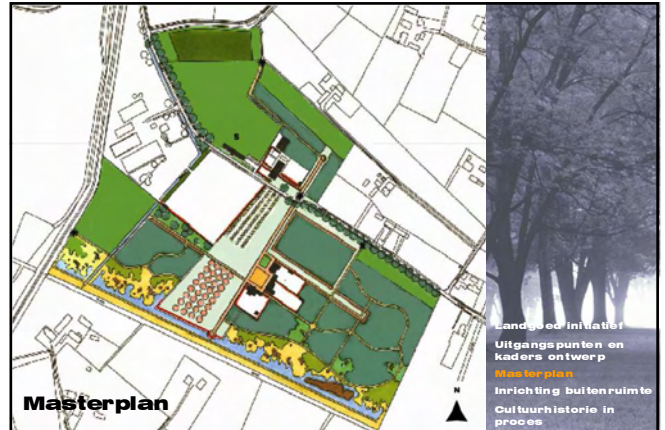 Masterplan
N
Landgoed initiatief
Uitgangspunten en
kaders ontwerp
Masterplan
Inrichting buitenruimte
Cultuurhistorie in
proces